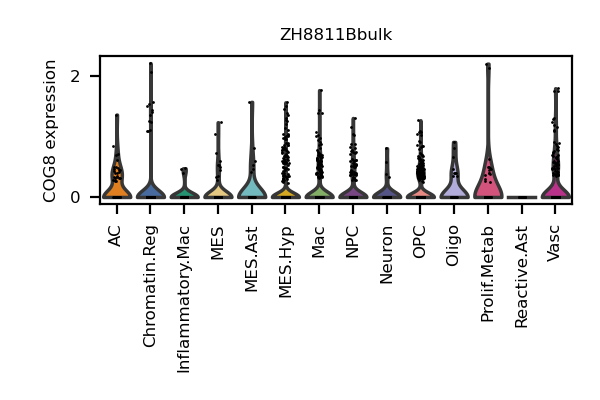 ZH8811Bbulk
COG8 expression
2
0
AC
Chromatin.Reg
Inflammatory.Mac
MES
MES.Ast
MES.Hyp
Mac
NPC
Neuron
OPC
Oligo
Prolif.Metab
Reactive.Ast
Vasc